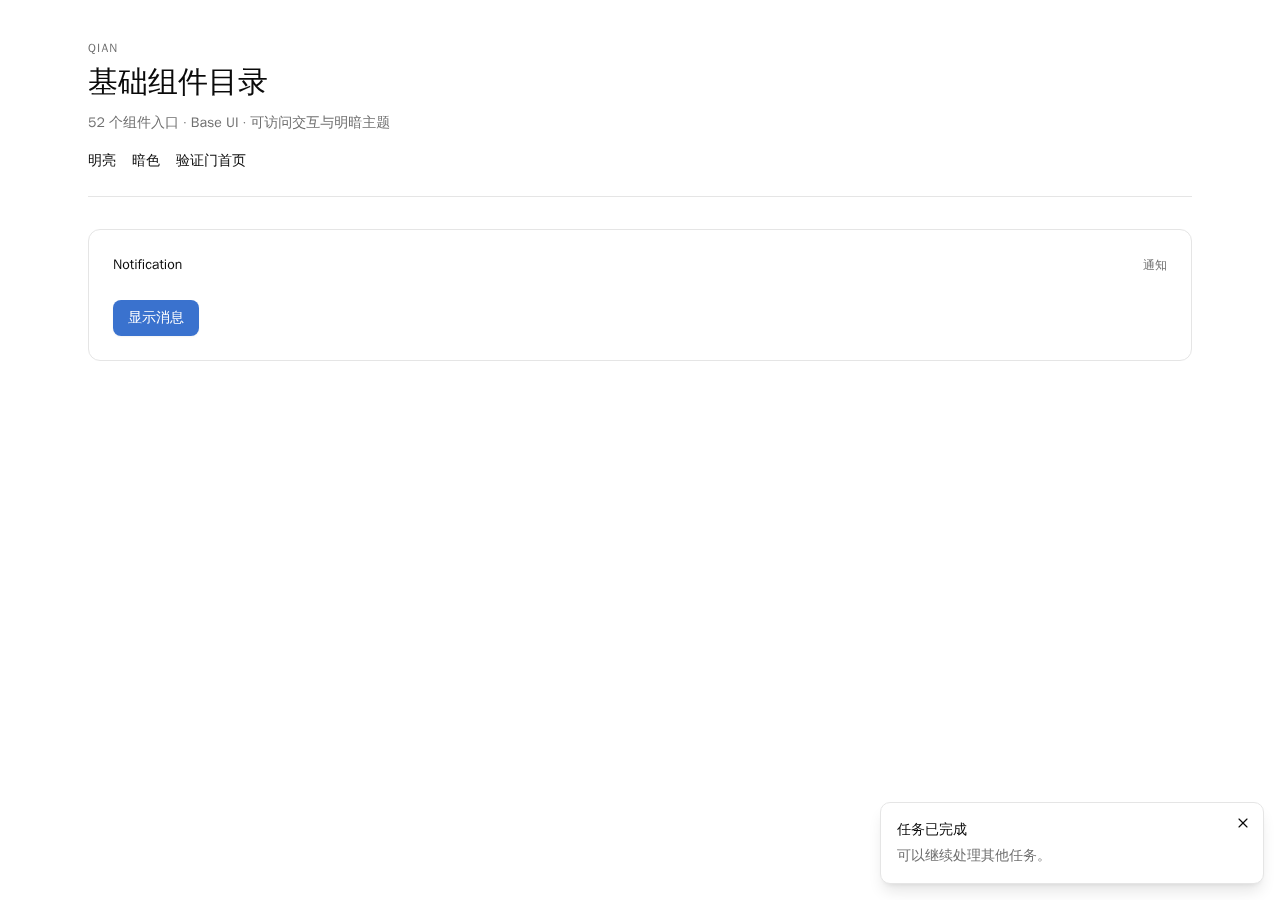 QIAN
基础组件目录
52 个组件入口 · Base UI · 可访问交互与明暗主题
明亮 暗色 验证门首页
Notification 通知
显示消息
任务已完成
可以继续处理其他任务。